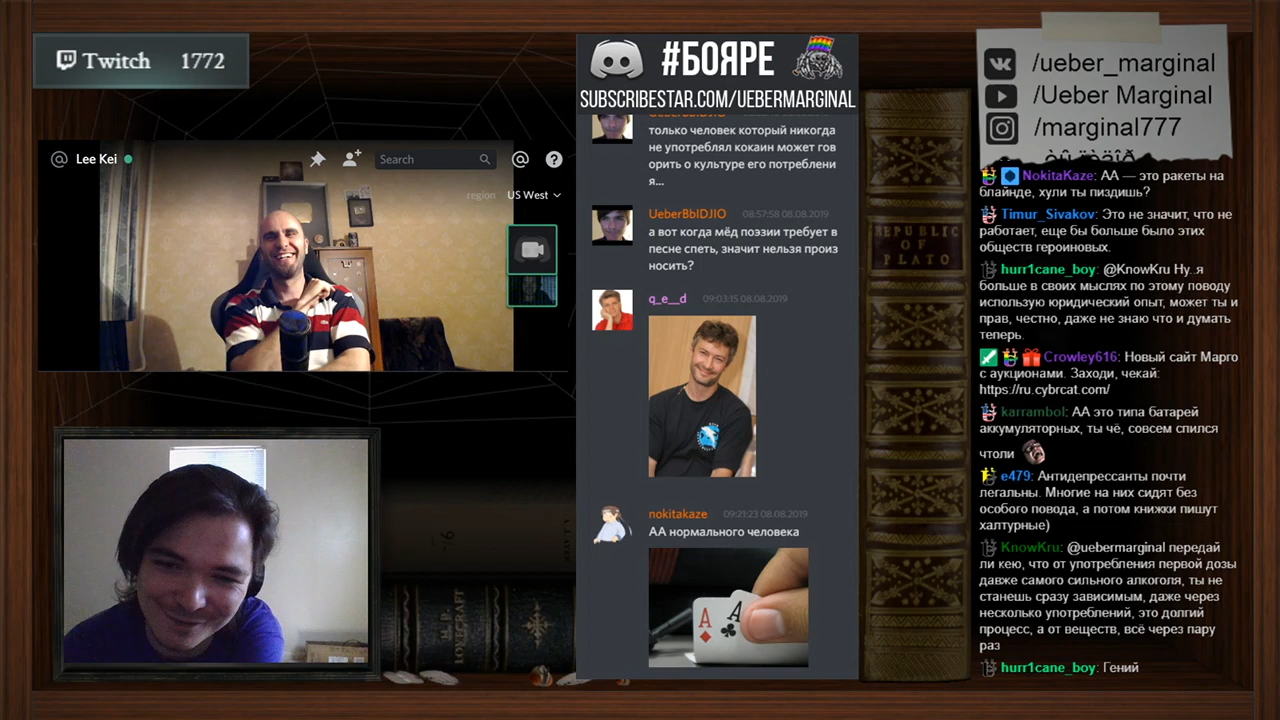 Twitch 1772
@ Lee Kei
Search
region US West
#БОЯРЕ
SUBSCRIBESTAR.COM/UEBERMARGINAL
UeberBbIDJIO
только человек который никогда
не употреблял кокаин может гов
орить о культуре его потреблени
я...
UeberBbIDJIO 08:57:58 08.08.2019
а вот когда мёд поэзии требует в
песне спеть, значит нельзя произ
носить?
q_e__d 09:03:15 08.08.2019
nokitakaze 09:21:23 08.08.2019
АА нормального человека
A A
REPUBLIC
OF
PLATO
H.P. LOVECRAFT
/ueber_marginal
/Ueber Marginal
/marginal777
NokitaKaze: АА — это ракеты на
блайнде, хули ты пиздишь?
Timur_Sivakov: Это не значит, что не
работает, еще бы больше было этих
обществ героиновых.
hurr1cane_boy: @KnowKru Ну..я
больше в своих мыслях по этому поводу
использую юридический опыт, может ты и
прав, честно, даже не знаю что и думать
теперь.
Crowley616: Новый сайт Марго
с аукционами. Заходи, чекай:
https://ru.cybrcat.com/
karrambol: АА это типа батарей
аккумуляторных, ты чё, совсем спился
чтоли
e479: Антидепрессанты почти
легальны. Многие на них сидят без
особого повода, а потом книжки пишут
халтурные)
KnowKru: @uebermarginal передай
ли кею, что от употребления первой дозы
давже самого сильного алкоголя, ты не
станешь сразу зависимым, даже через
несколько употреблений, это долгий
процесс, а от веществ, всё через пару
раз
hurr1cane_boy: Гений